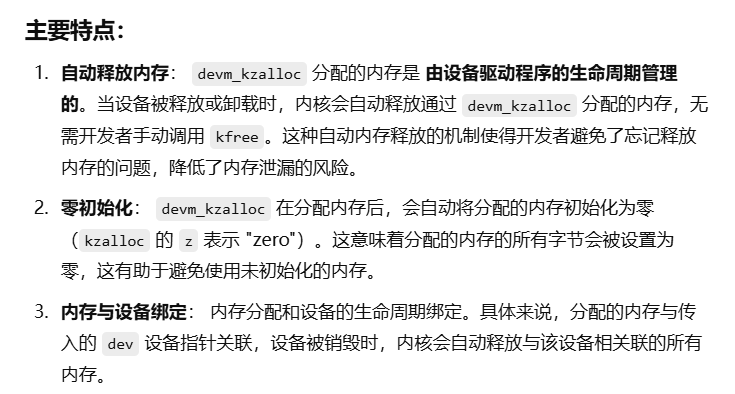 主要特点：
1. 自动释放内存： devm_kzalloc 分配的内存是 由设备驱动程序的生命周期管理
的。当设备被释放或卸载时，内核会自动释放通过 devm_kzalloc 分配的内存，无
需开发者手动调用 kfree 。这种自动内存释放的机制使得开发者避免了忘记释放
内存的问题，降低了内存泄漏的风险。
2. 零初始化： devm_kzalloc 在分配内存后，会自动将分配的内存初始化为零
（ kzalloc 的 z 表示 "zero"）。这意味着分配的内存的所有字节会被设置为
零，这有助于避免使用未初始化的内存。
3. 内存与设备绑定： 内存分配和设备的生命周期绑定。具体来说，分配的内存与传
入的 dev 设备指针关联，设备被销毁时，内核会自动释放与该设备相关联的所有
内存。